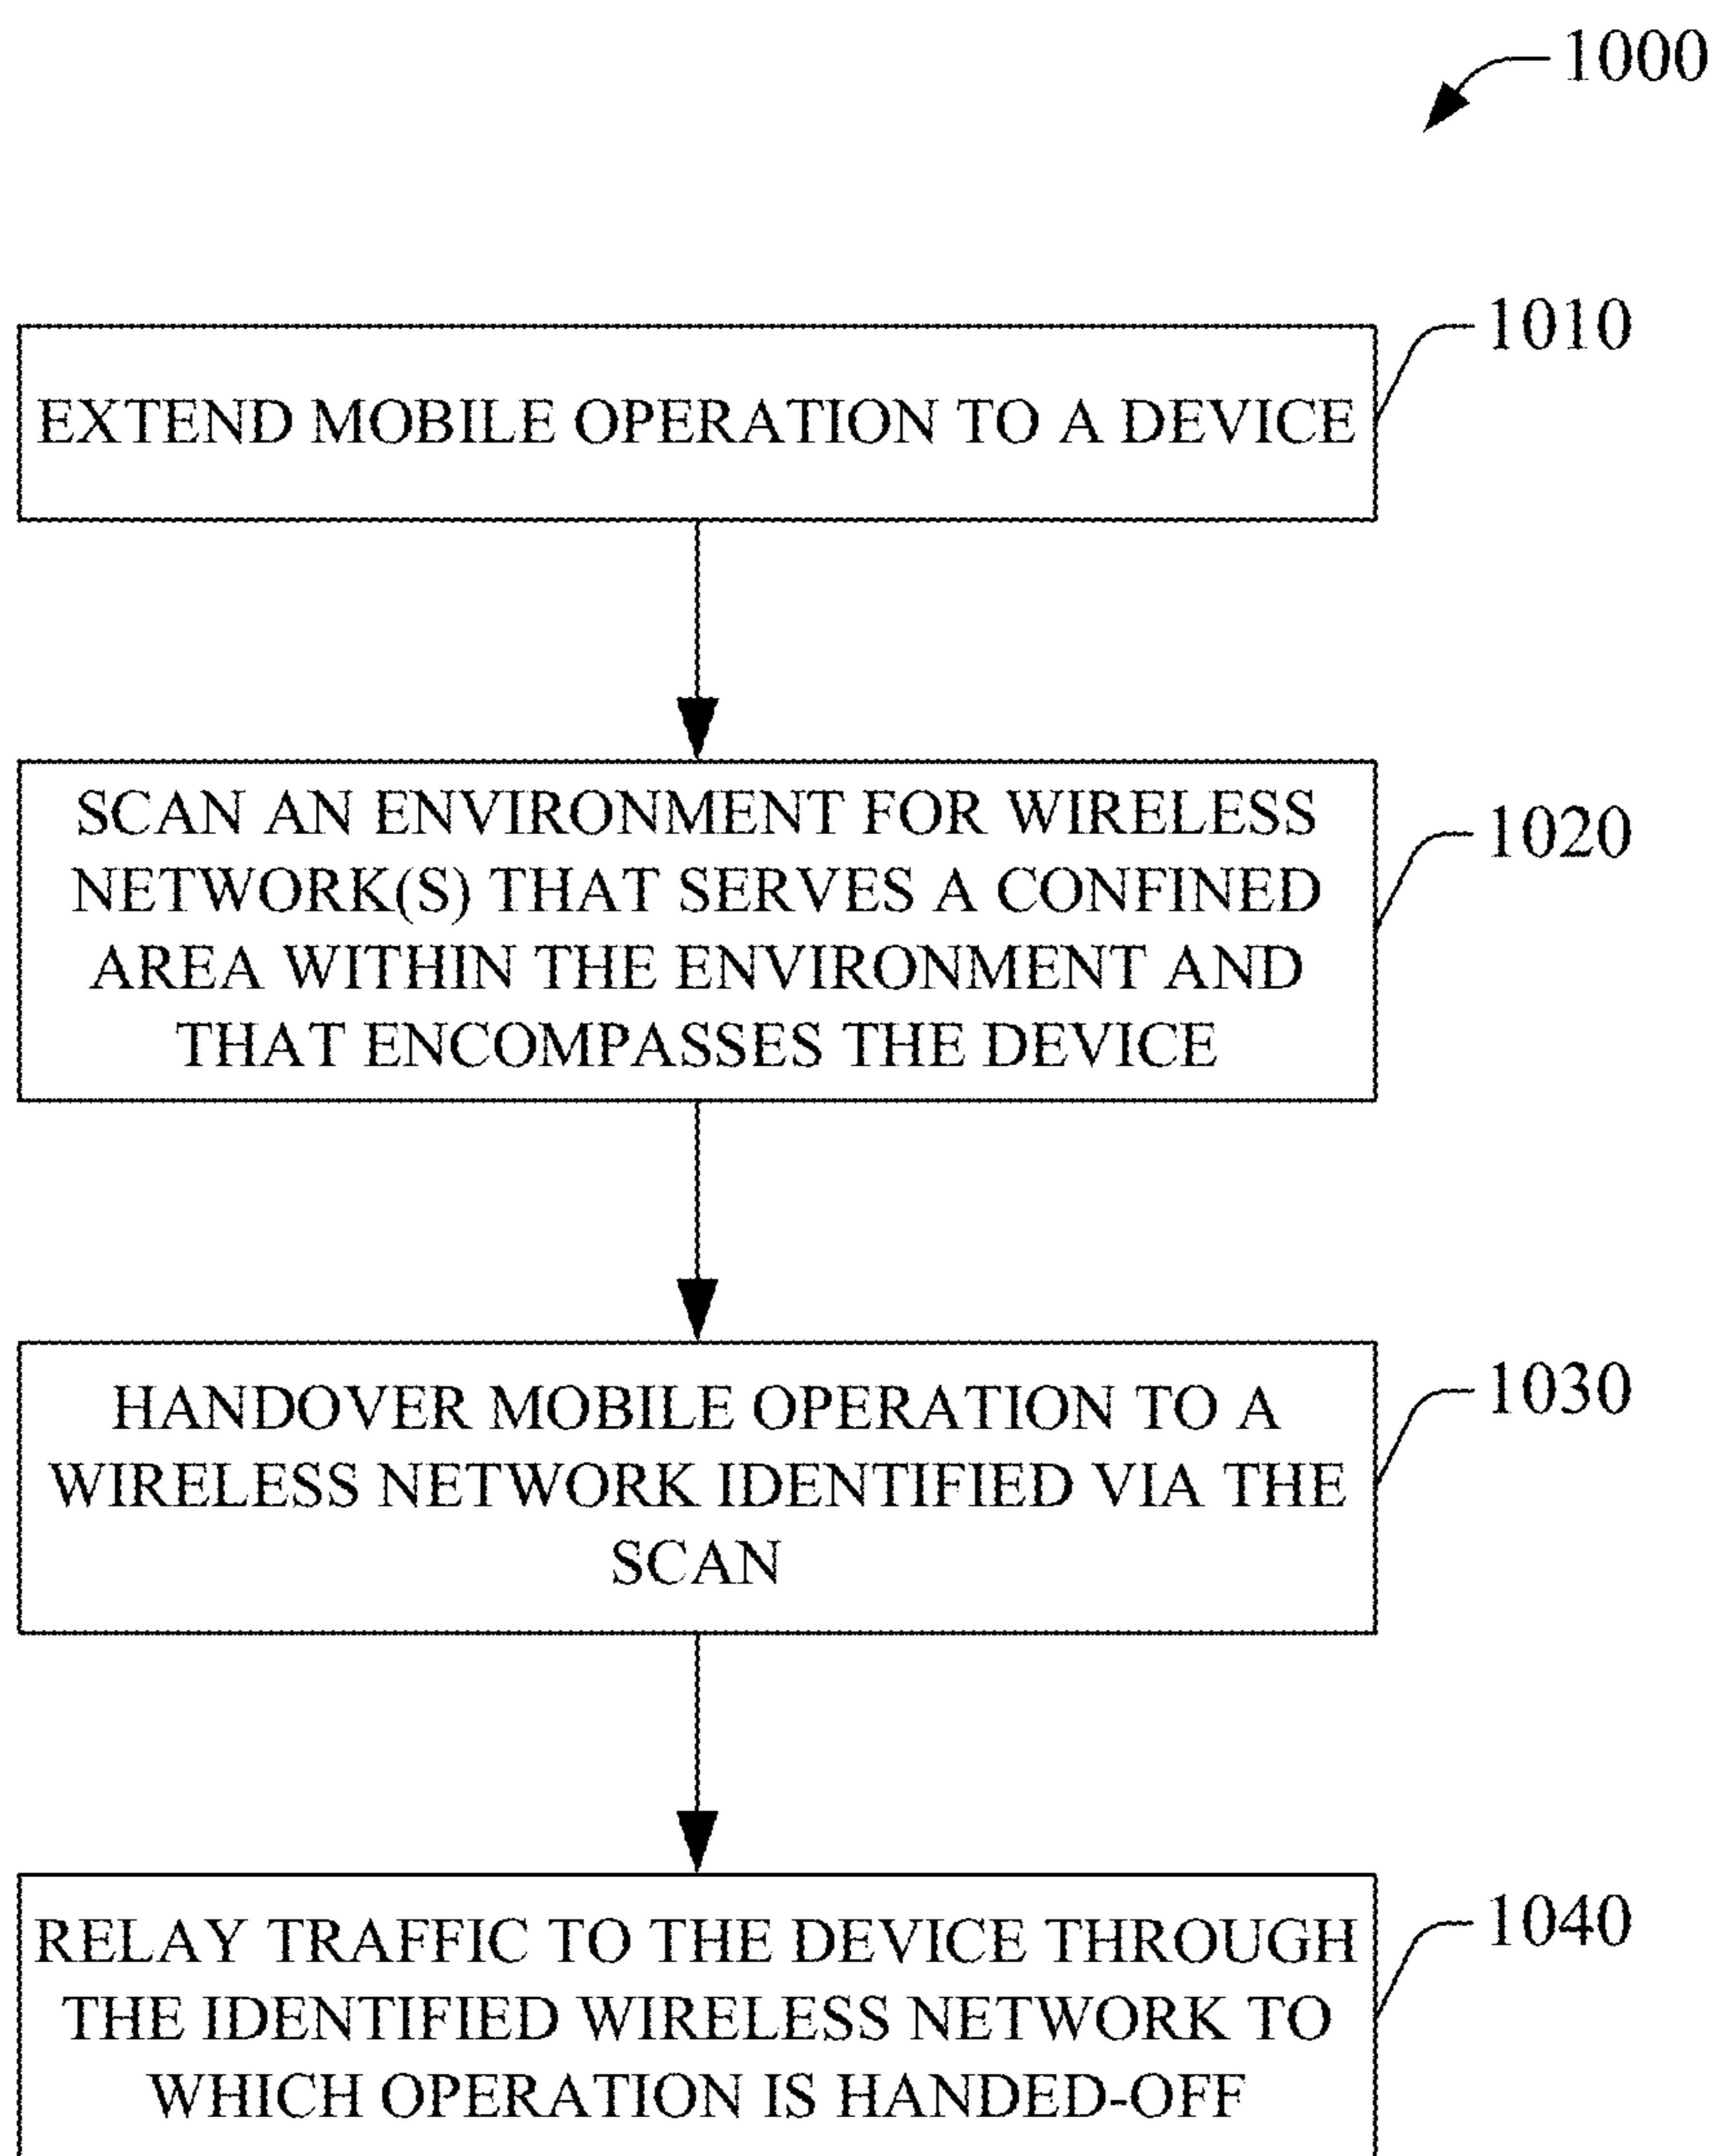 1000
1010
EXTEND MOBILE OPERATION TO A DEVICE
1020
SCAN AN ENVIRONMENT FOR WIRELESS
NETWORK(S) THAT SERVES A CONFINED
AREA WITHIN THE ENVIRONMENT AND
THAT ENCOMPASSES THE DEVICE
1030
HANDOVER MOBILE OPERATION TO A
WIRELESS NETWORK IDENTIFIED VIA THE
SCAN
1040
RELAY TRAFFIC TO THE DEVICE THROUGH
THE IDENTIFIED WIRELESS NETWORK TO
WHICH OPERATION IS HANDED-OFF